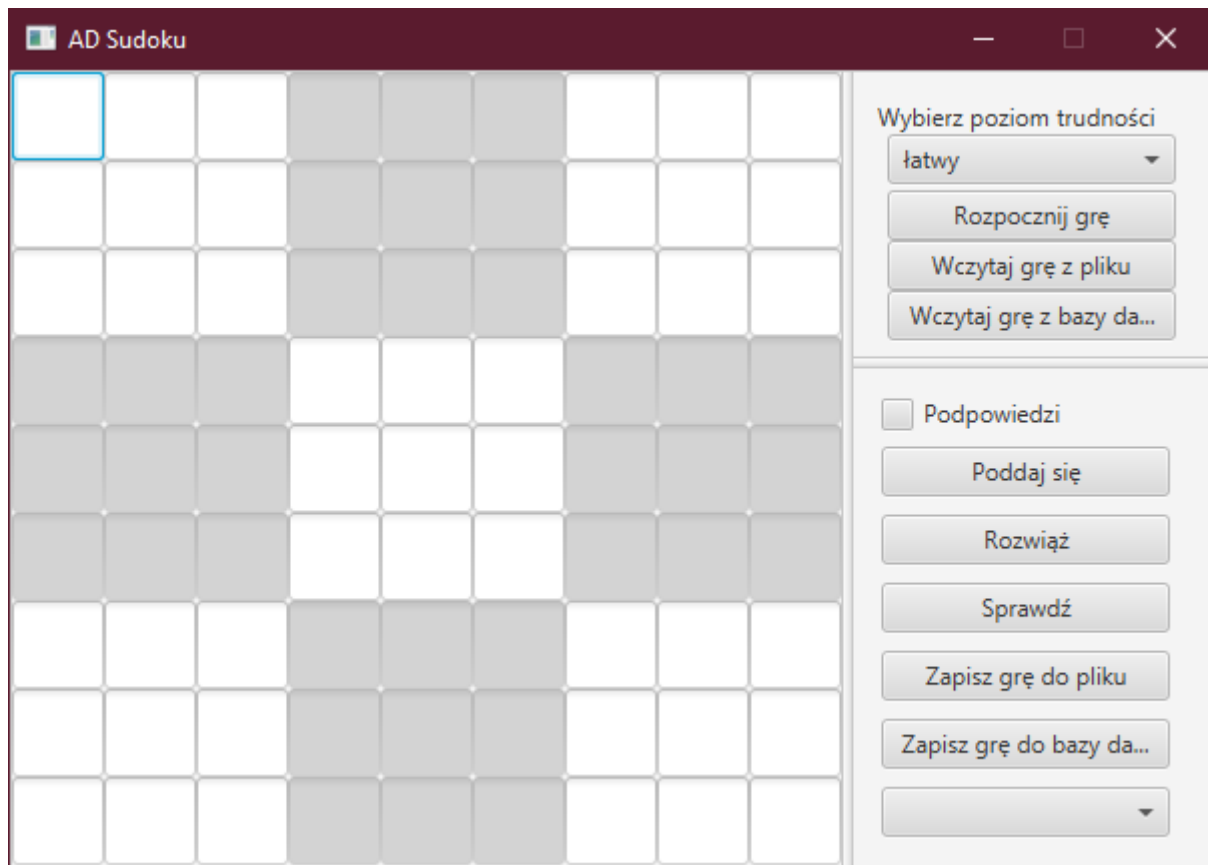 AD Sudoku
Wybierz poziom trudności
łatwy
Rozpocznij grę
Wczytaj grę z pliku
Wczytaj grę z bazy da...
Podpowiedzi
Poddaj się
Rozwiąż
Sprawdź
Zapisz grę do pliku
Zapisz grę do bazy da...